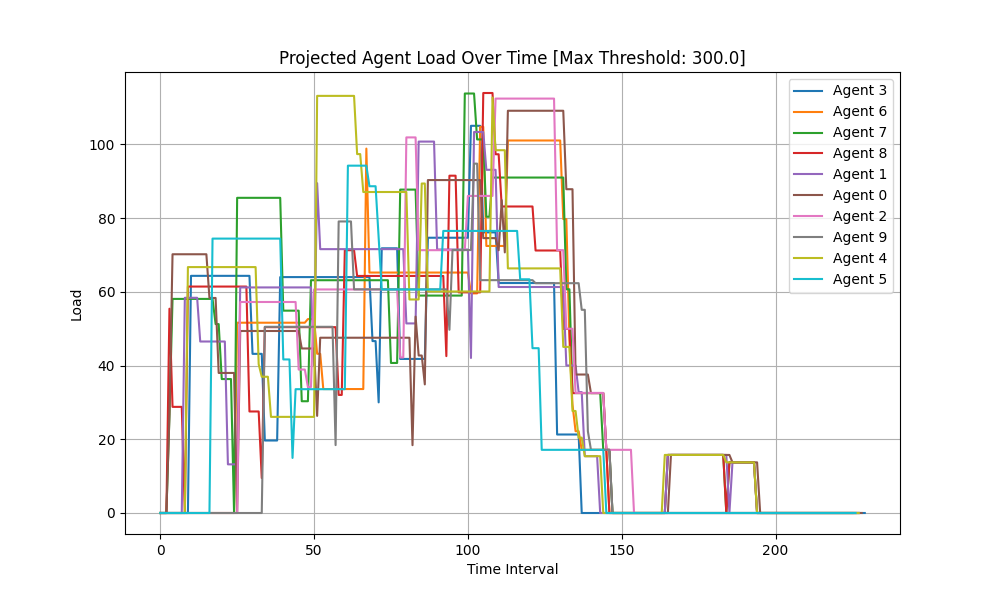 Projected Agent Load Over Time [Max Threshold: 300.0]
Load
100
80
60
40
20
0
0 50 100 150 200
Time Interval
Agent 3
Agent 6
Agent 7
Agent 8
Agent 1
Agent 0
Agent 2
Agent 9
Agent 4
Agent 5